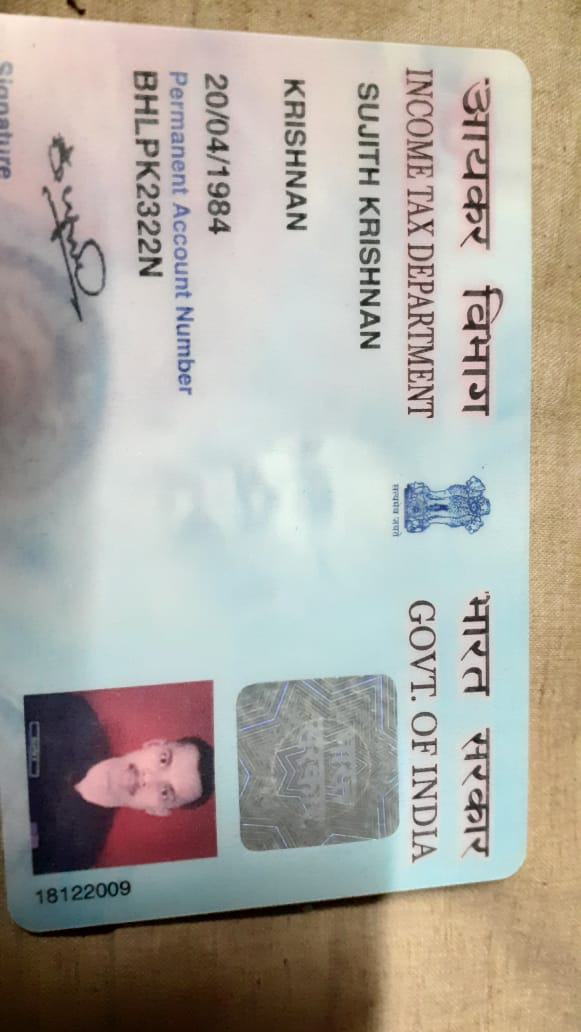 आयकर विभाग
INCOME TAX DEPARTMENT
सत्यमेव जयते
भारत सरकार
GOVT. OF INDIA
SUJITH KRISHNAN
KRISHNAN
20/04/1984
Permanent Account Number
BHLPK2322N
Signature
18122009